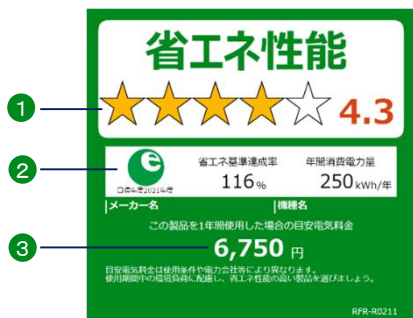 省エネ性能
1
4.3
2
e
省エネ基準達成率
年間消費電力量
116%
250kWh/年
目標年度2021年度
メーカー名
機種名
この製品を1年間使用した場合の目安電気料金
3
6,750 円
目安電気料金は使用条件や電力会社等により異なります。
使用期間中の環境負荷に配慮し、省エネ性能の高い製品を選びましょう。
RFR-R0211